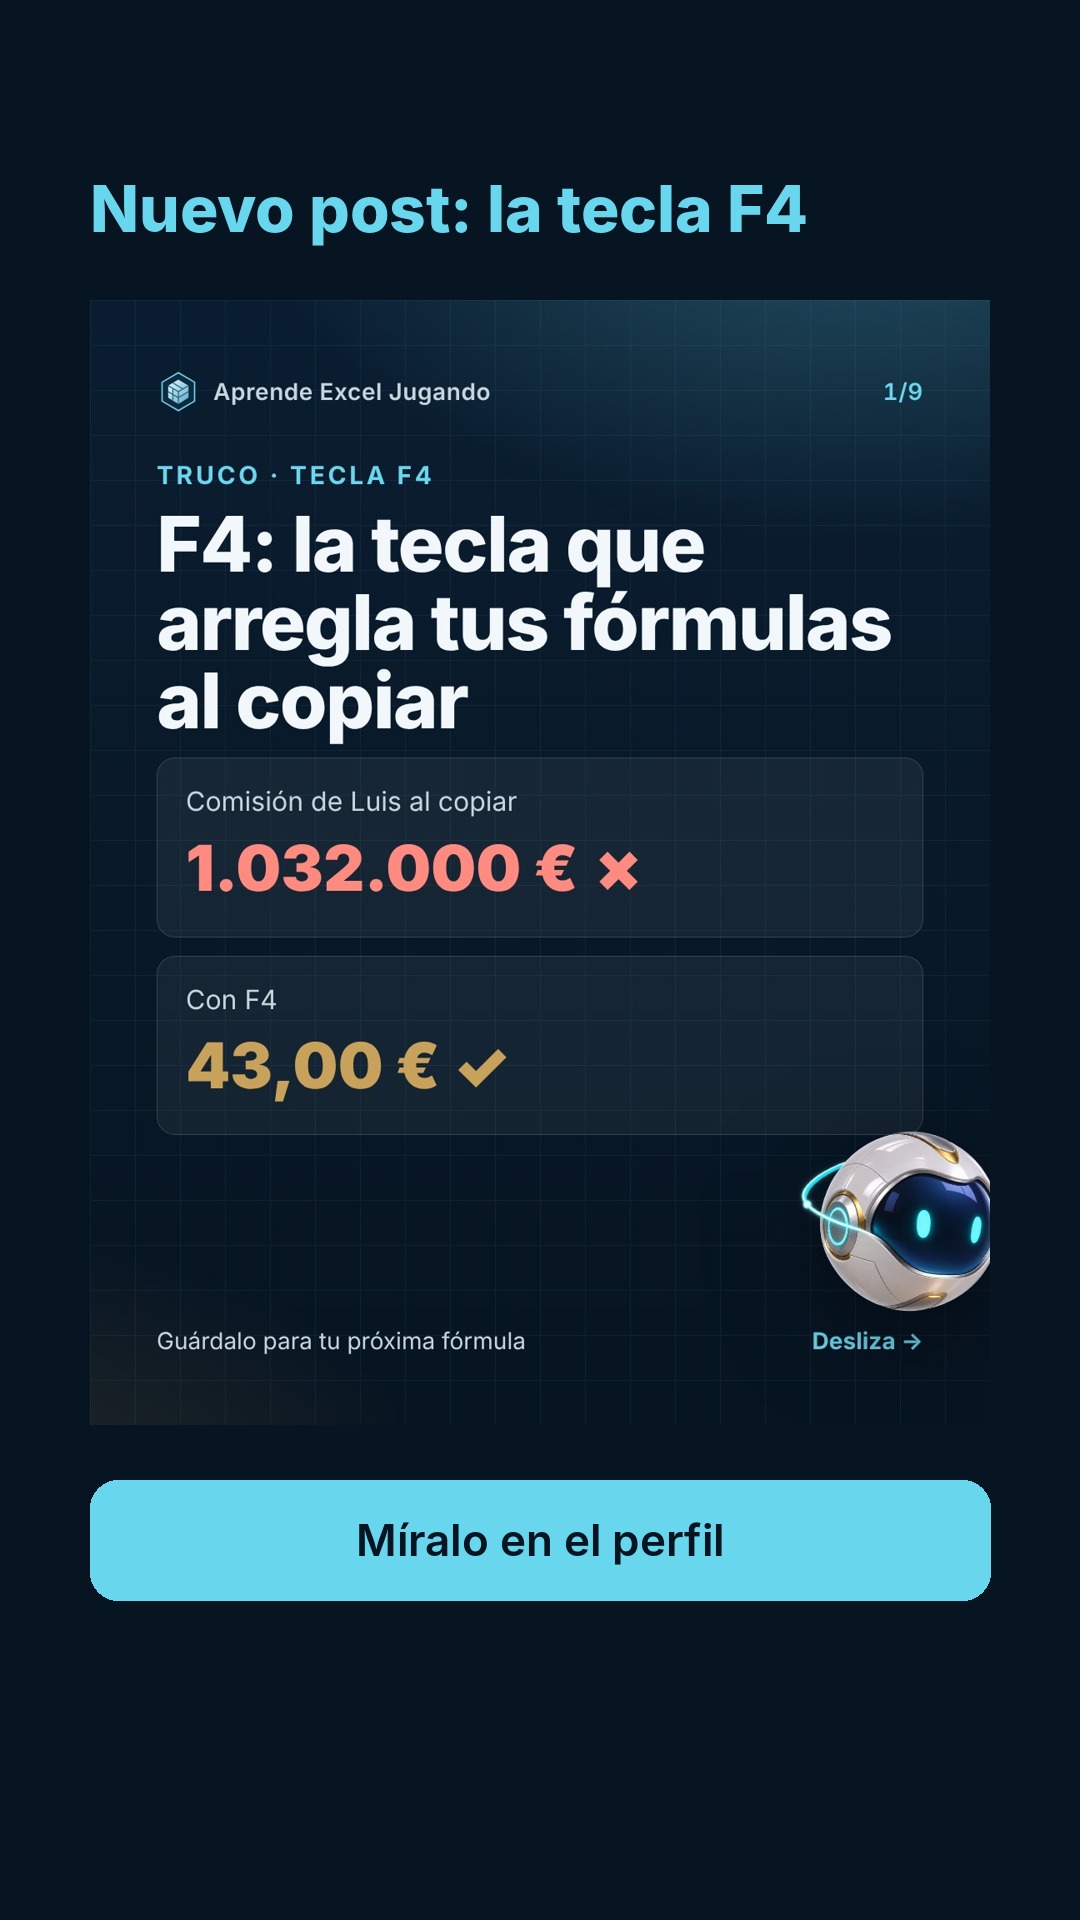 Nuevo post: la tecla F4
Aprende Excel Jugando
1/9
TRUCO · TECLA F4
F4: la tecla que
arregla tus fórmulas
al copiar
Comisión de Luis al copiar
1.032.000 € ✖
Con F4
43,00 € ✔
Guárdalo para tu próxima fórmula
Desliza →
Míralo en el perfil